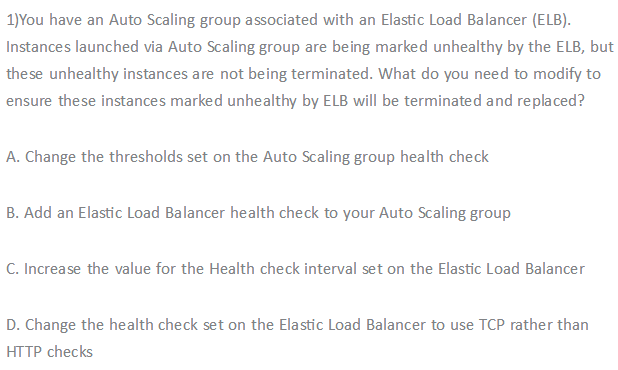 1)You have an Auto Scaling group associated with an Elastic Load Balancer (ELB).
Instances launched via Auto Scaling group are being marked unhealthy by the ELB, but
these unhealthy instances are not being terminated. What do you need to modify to
ensure these instances marked unhealthy by ELB will be terminated and replaced?
A. Change the thresholds set on the Auto Scaling group health check
B. Add an Elastic Load Balancer health check to your Auto Scaling group
C. Increase the value for the Health check interval set on the Elastic Load Balancer
D. Change the health check set on the Elastic Load Balancer to use TCP rather than
HTTP checks